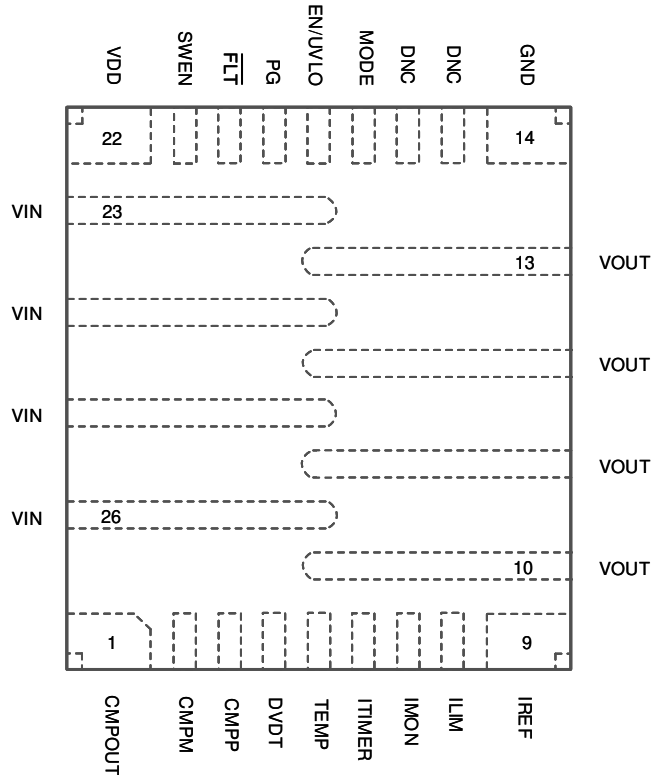 VDD
SWEN
FLT
PG
EN/UVLO
MODE
DNC
DNC
GND
22
14
VIN
23
13
VOUT
VIN
VOUT
VIN
VOUT
VIN
26
10
VOUT
1
9
CMPOUT
CMPM
CMPP
DVDT
TEMP
ITIMER
IMON
ILIM
IREF